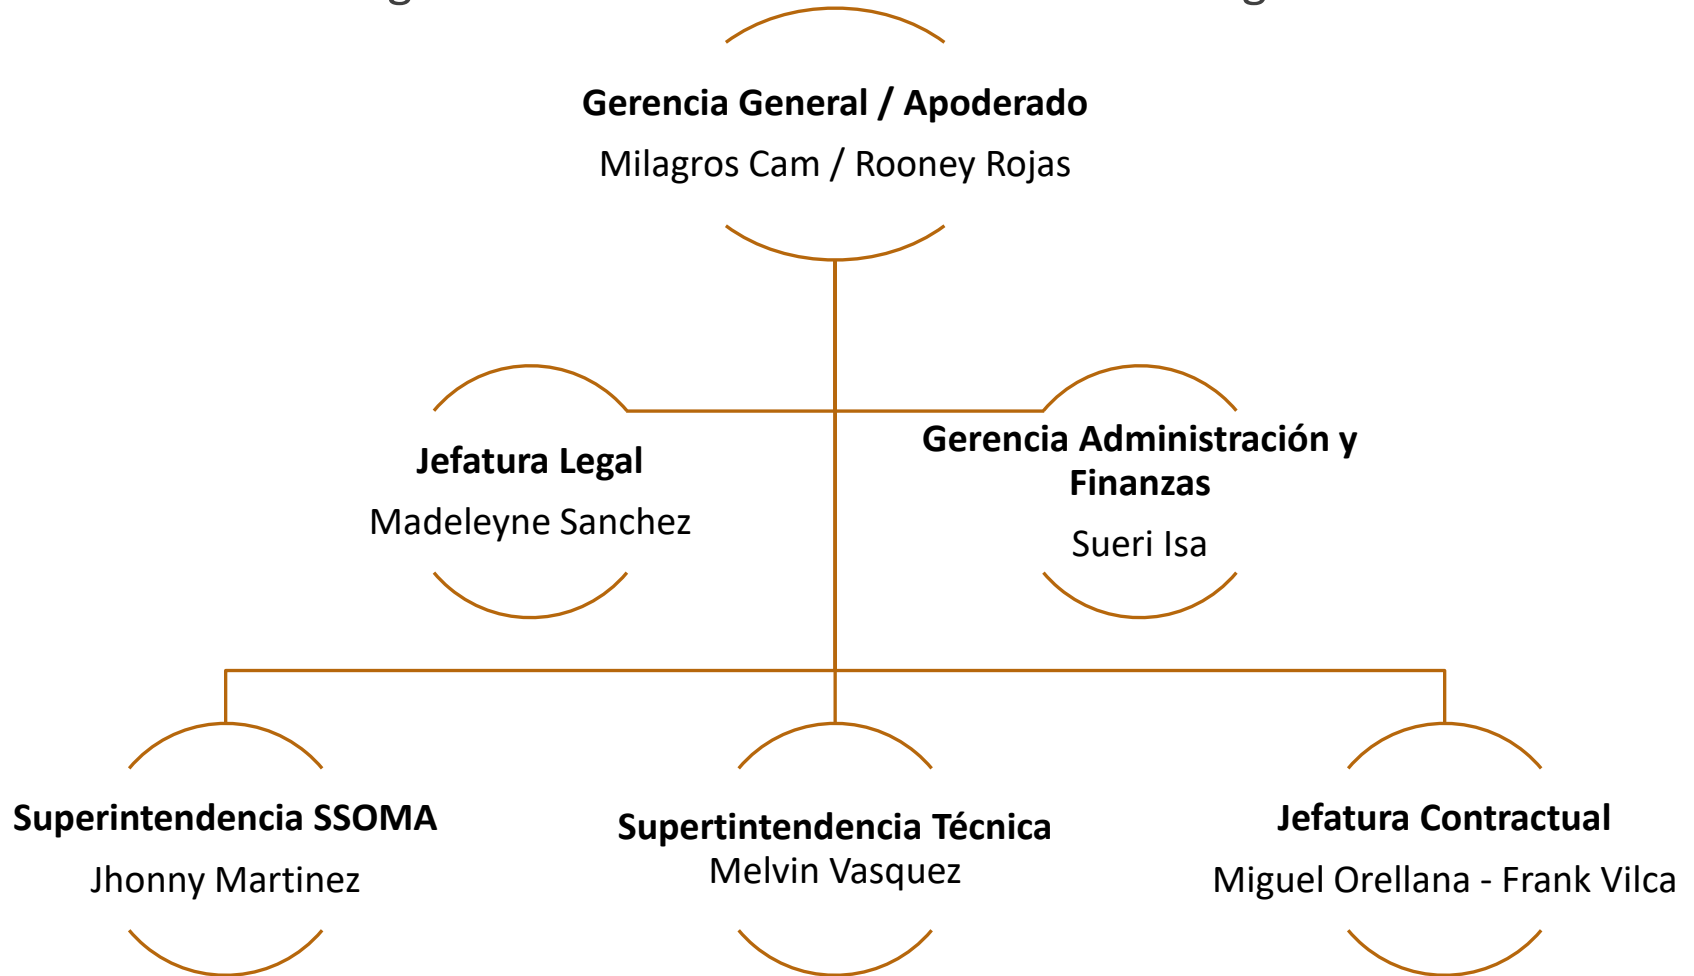 Gerencia General / Apoderado
Milagros Cam / Rooney Rojas
Jefatura Legal
Madeleyne Sanchez
Gerencia Administración y
Finanzas
Sueri Isa
Superintendencia SSOMA
Jhonny Martinez
Supertintendencia Técnica
Melvin Vasquez
Jefatura Contractual
Miguel Orellana - Frank Vilca